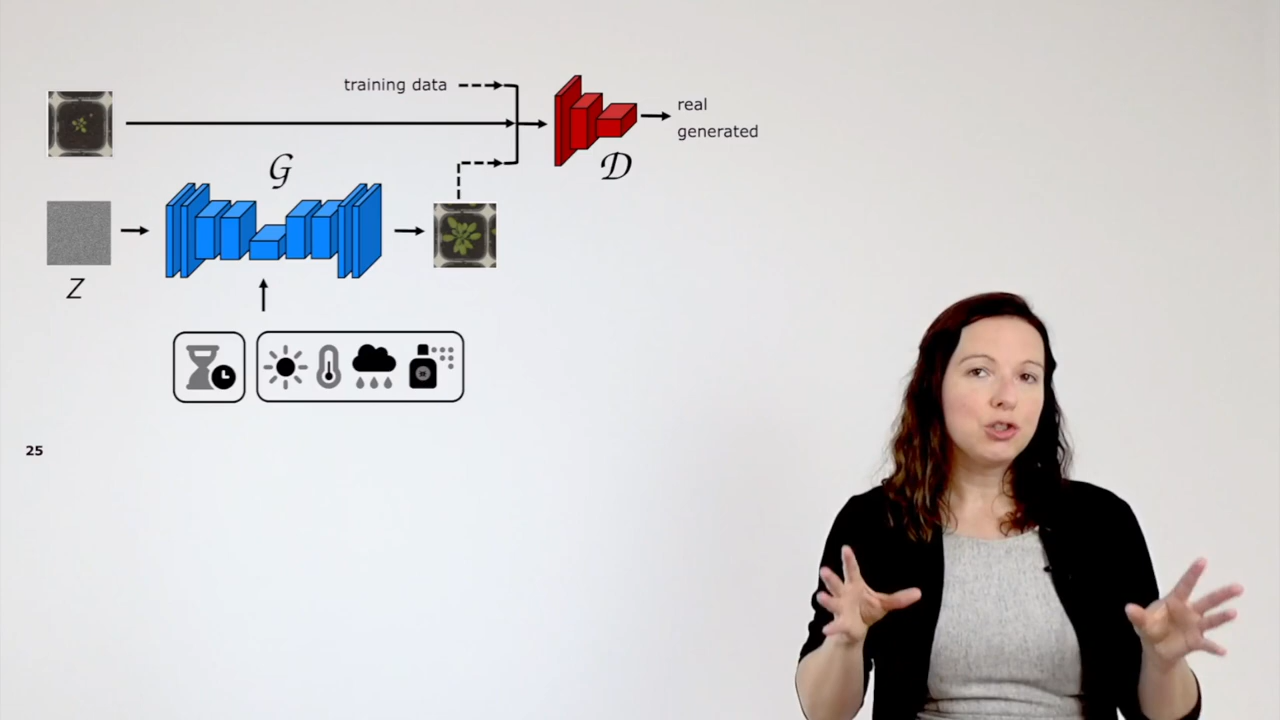 training data
real
generated
𝒢
𝒟
Z
25